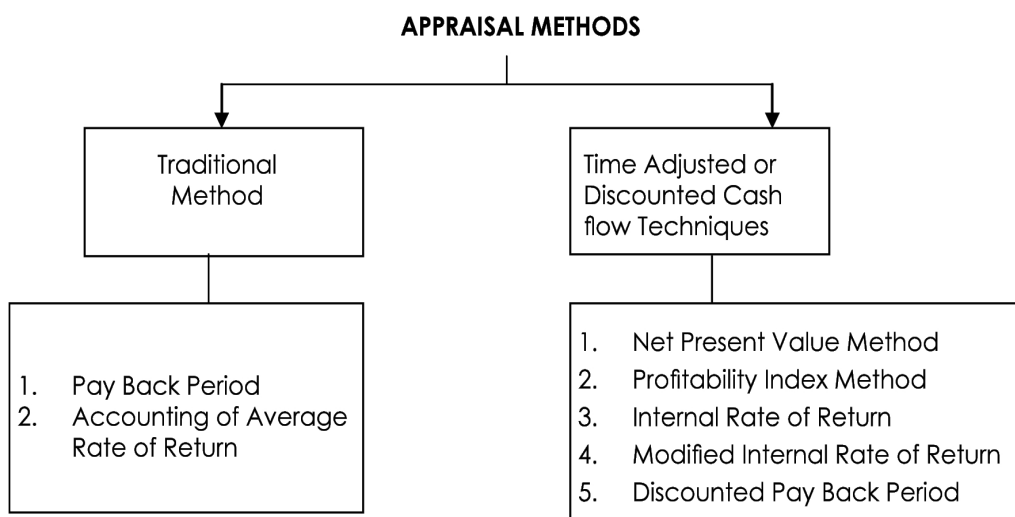 APPRAISAL METHODS
Traditional
Method
Time Adjusted or
Discounted Cash
flow Techniques
1. Pay Back Period
2. Accounting of Average
Rate of Return
1. Net Present Value Method
2. Profitability Index Method
3. Internal Rate of Return
4. Modified Internal Rate of Return
5. Discounted Pay Back Period